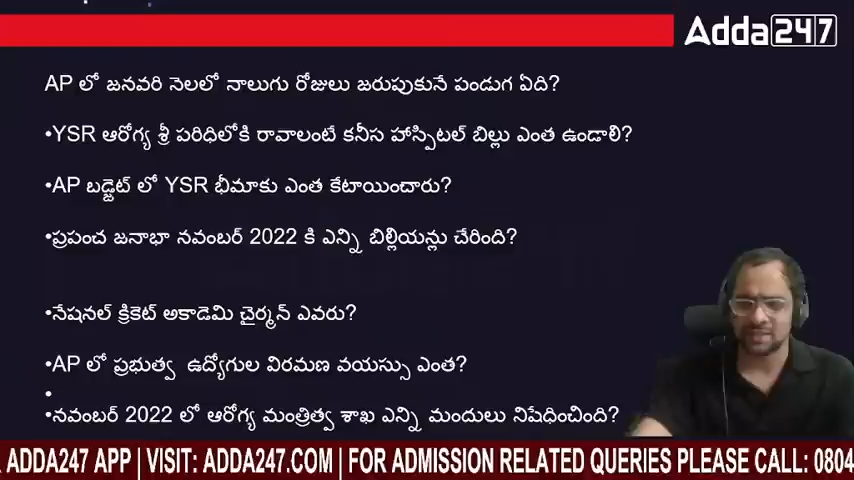 Adda247
AP లో జనవరి నెలలో నాలుగు రోజులు జరుపుకునే పండుగ ఏది?
•YSR ఆరోగ్య శ్రీ పరిధిలోకి రావాలంటే కనీస హాస్పిటల్ బిల్లు ఎంత ఉండాలి?
•AP బడ్జెట్ లో YSR భీమాకు ఎంత కేటాయించారు?
•ప్రపంచ జనాభా నవంబర్ 2022 కి ఎన్ని బిల్లియన్లు చేరింది?
•నేషనల్ క్రికెట్ అకాడెమి చైర్మన్ ఎవరు?
•AP లో ప్రభుత్వ ఉద్యోగుల విరమణ వయస్సు ఎంత?
•
•నవంబర్ 2022 లో ఆరోగ్య మంత్రిత్వ శాఖ ఎన్ని మందులు నిషేధించింది?
ADDA247 APP | VISIT: ADDA247.COM | FOR ADMISSION RELATED QUERIES PLEASE CALL: 0804